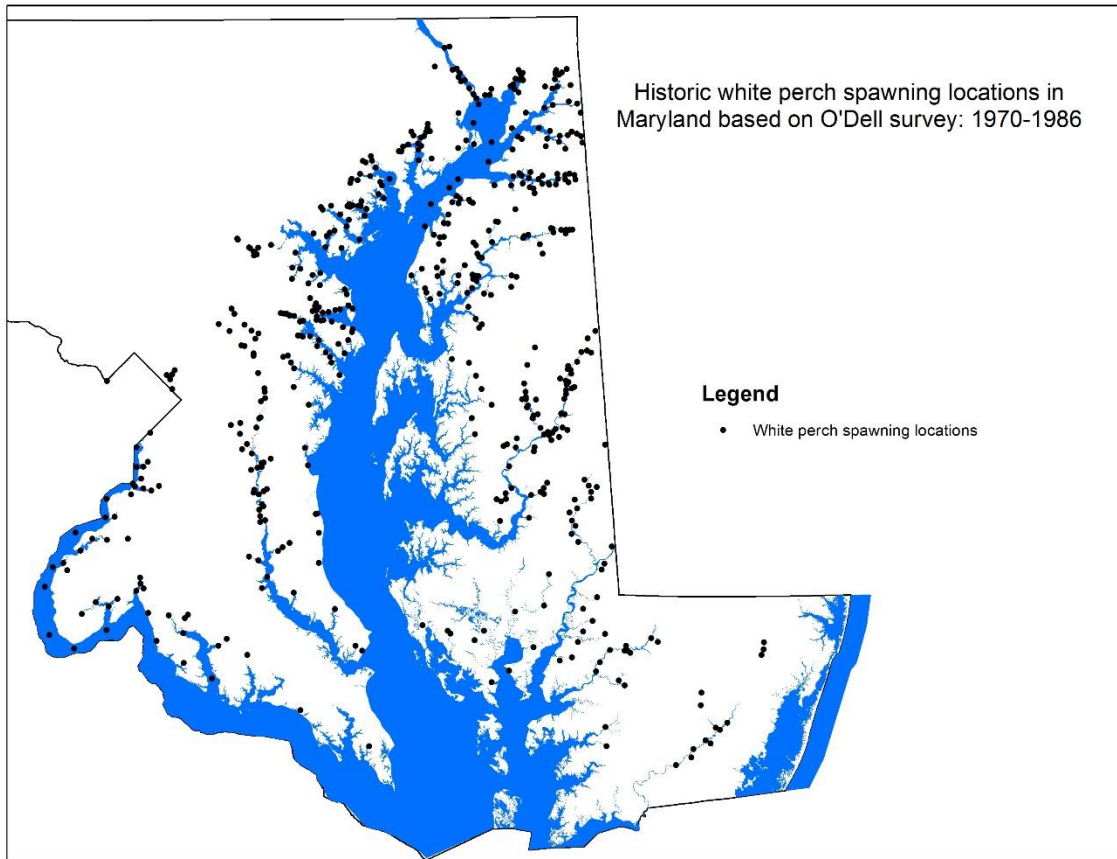 Historic white perch spawning locations in
Maryland based on O'Dell survey: 1970-1986
Legend
White perch spawning locations